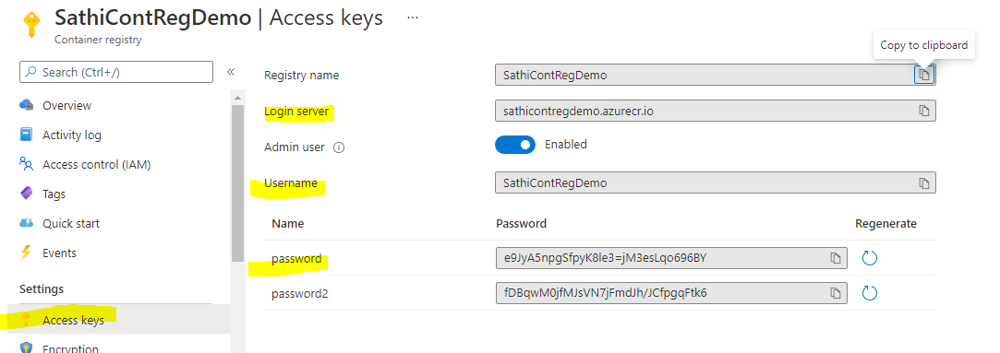 SathiContRegDemo | Access keys ...
Container registry
Copy to clipboard
Search (Ctrl+/) «
Overview
Activity log
Access control (IAM)
Tags
Quick start
Events
Settings
Access keys
Encryption
Registry name SathiContRegDemo
Login server sathicontregdemo.azurecr.io
Admin user Enabled
Username SathiContRegDemo
Name Password Regenerate
password e9JyA5npgSfpyK8le3=jM3esLqo696BY
password2 fDBqwM0jfMJsVN7jFmdJh/JCfpgqFtk6